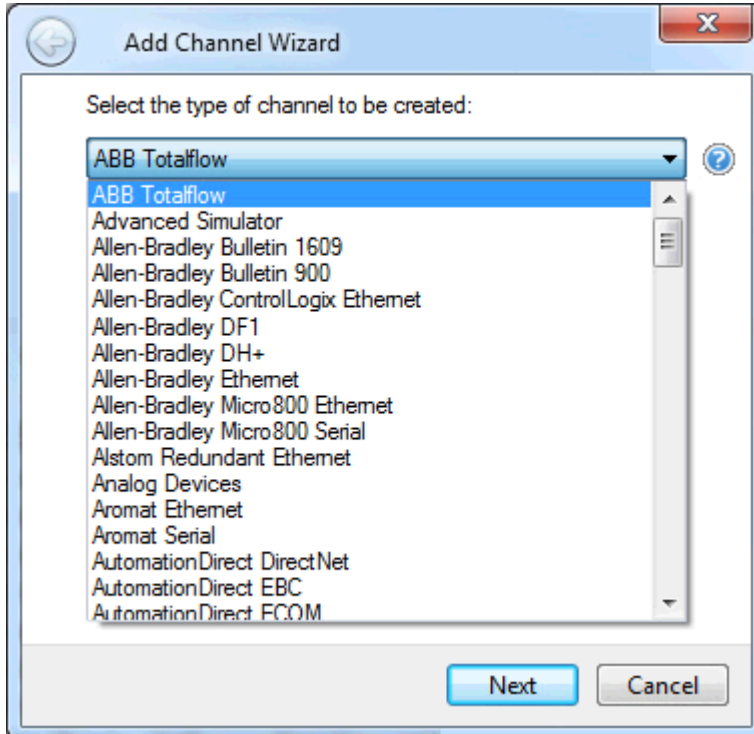 Add Channel Wizard
Select the type of channel to be created:
ABB Totalflow
ABB Totalflow
Advanced Simulator
Allen-Bradley Bulletin 1609
Allen-Bradley Bulletin 900
Allen-Bradley ControlLogix Ethernet
Allen-Bradley DF1
Allen-Bradley DH+
Allen-Bradley Ethernet
Allen-Bradley Micro800 Ethernet
Allen-Bradley Micro800 Serial
Alstom Redundant Ethernet
Analog Devices
Aromat Ethernet
Aromat Serial
AutomationDirect DirectNet
AutomationDirect EBC
AutomationDirect ECOM
Next Cancel